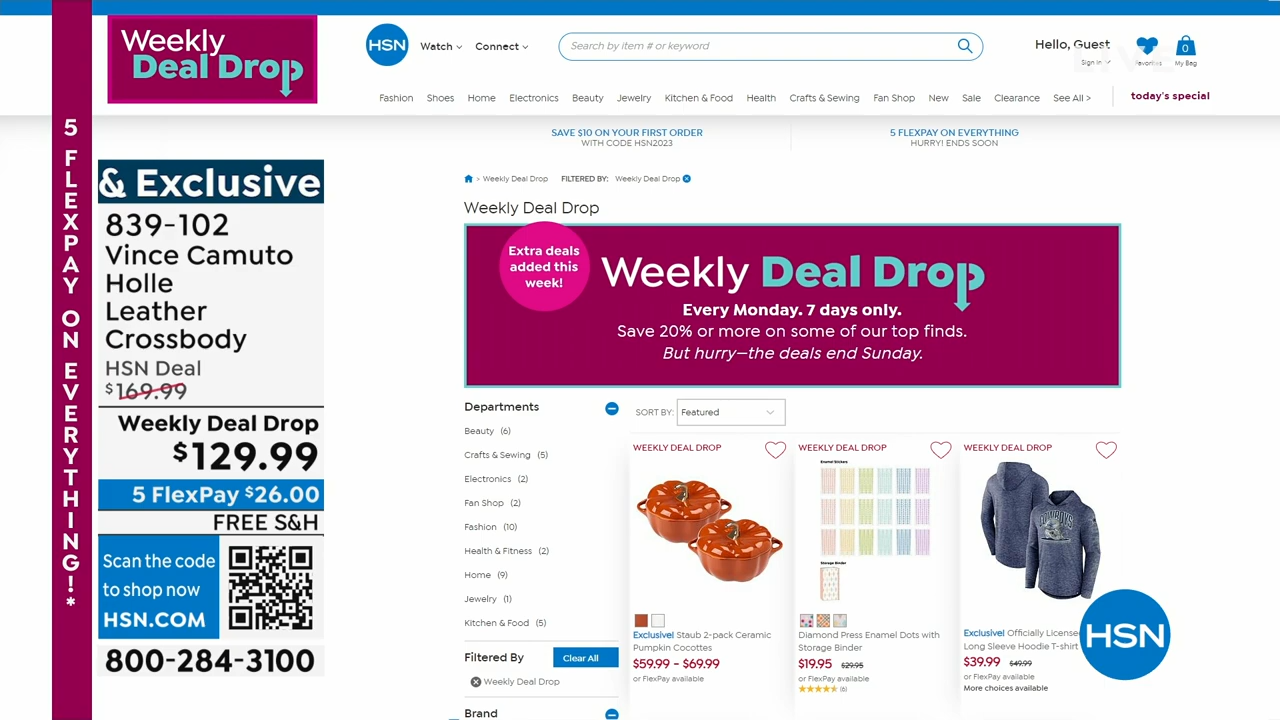 Weekly
Deal Drop
5 FLEXPAY ON EVERYTHING!*
& Exclusive
839-102
Vince Camuto
Holle
Leather
Crossbody
HSN Deal
$169.99
Weekly Deal Drop
$129.99
5 FlexPay $26.00
FREE S&H
Scan the code
to shop now
HSN.COM
800-284-3100
HSN
Watch
Connect
Search by item # or keyword
Hello, Guest
Sign In
Favorites
0
My Bag
Fashion Shoes Home Electronics Beauty Jewelry Kitchen & Food Health Crafts & Sewing Fan Shop New Sale Clearance See All > today's special
SAVE $10 ON YOUR FIRST ORDER
WITH CODE HSN2023
5 FLEXPAY ON EVERYTHING
HURRY! ENDS SOON
> Weekly Deal Drop FILTERED BY: Weekly Deal Drop
Weekly Deal Drop
Extra deals
added this
week!
Weekly Deal Drop
Every Monday. 7 days only.
Save 20% or more on some of our top finds.
But hurry—the deals end Sunday.
Departments
Beauty (6)
Crafts & Sewing (5)
Electronics (2)
Fan Shop (2)
Fashion (10)
Health & Fitness (2)
Home (9)
Jewelry (1)
Kitchen & Food (5)
Filtered By
Clear All
Weekly Deal Drop
Brand
SORT BY: Featured
WEEKLY DEAL DROP
Exclusive! Staub 2-pack Ceramic
Pumpkin Cocottes
$59.99 - $69.99
or FlexPay available
WEEKLY DEAL DROP
Enamel Stickers
Storage Binder
Diamond Press Enamel Dots with
Storage Binder
$19.95 $29.95
or FlexPay available
(6)
WEEKLY DEAL DROP
COWBOYS
Exclusive! Officially License
Long Sleeve Hoodie T-shirt
$39.99 $49.99
or FlexPay available
More choices available
HSN